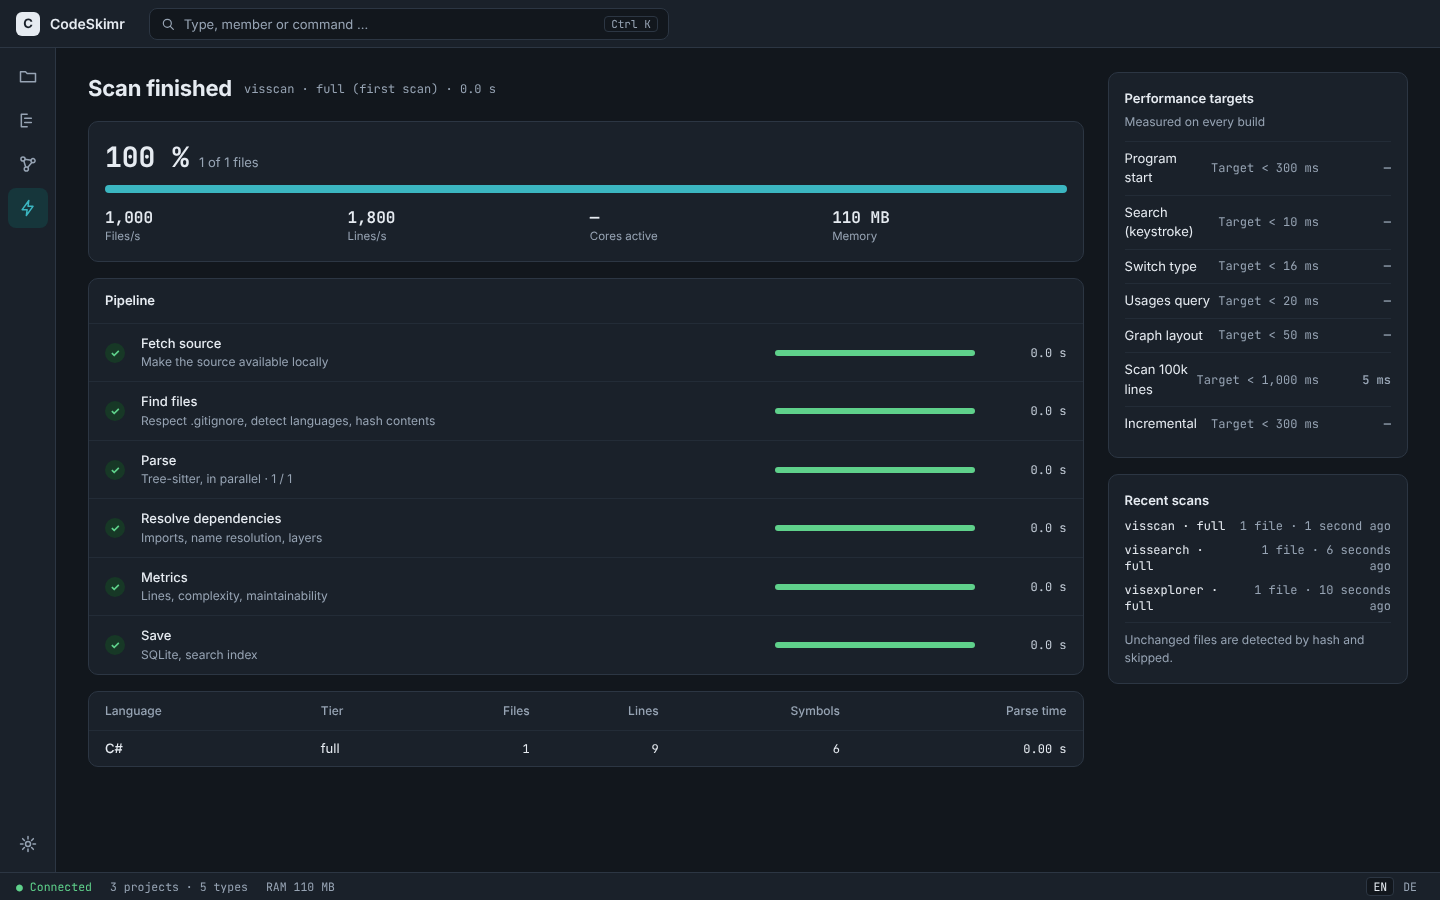 C CodeSkimr
Type, member or command ... Ctrl K
Scan finished visscan · full (first scan) · 0.0 s
100 % 1 of 1 files
1,000 1,800 — 110 MB
Files/s Lines/s Cores active Memory
Pipeline
Fetch source
Make the source available locally
0.0 s
Find files
Respect .gitignore, detect languages, hash contents
0.0 s
Parse
Tree-sitter, in parallel · 1 / 1
0.0 s
Resolve dependencies
Imports, name resolution, layers
0.0 s
Metrics
Lines, complexity, maintainability
0.0 s
Save
SQLite, search index
0.0 s
Language Tier Files Lines Symbols Parse time
C# full 1 9 6 0.00 s
Performance targets
Measured on every build
Program
start
Target < 300 ms —
Search
(keystroke)
Target < 10 ms —
Switch type Target < 16 ms —
Usages query Target < 20 ms —
Graph layout Target < 50 ms —
Scan 100k
lines
Target < 1,000 ms 5 ms
Incremental Target < 300 ms —
Recent scans
visscan · full 1 file · 1 second ago
vissearch · 1 file · 6 seconds
full ago
visexplorer · 1 file · 10 seconds
full ago
Unchanged files are detected by hash and
skipped.
Connected 3 projects · 5 types RAM 110 MB EN DE